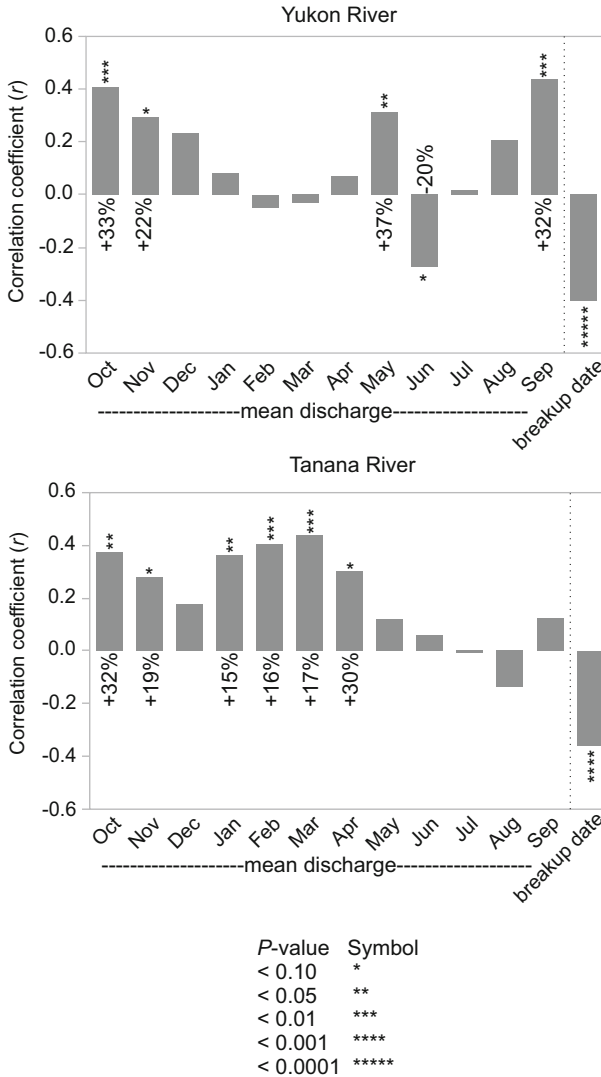 Yukon River
Correlation coefficient (r)
0.6
0.4
0.2
0.0
-0.2
-0.4
-0.6
***
*
**
*
***
*****
+33%
+22%
+37%
-20%
+32%
Oct Nov Dec Jan Feb Mar Apr May Jun Jul Aug Sep breakup date
--------------------mean discharge-------------------
Tanana River
Correlation coefficient (r)
0.6
0.4
0.2
0.0
-0.2
-0.4
-0.6
**
*
**
***
***
*
****
+32%
+19%
+15%
+16%
+17%
+30%
Oct Nov Dec Jan Feb Mar Apr May Jun Jul Aug Sep breakup date
--------------------mean discharge-------------------
P-value Symbol
< 0.10 *
< 0.05 **
< 0.01 ***
< 0.001 ****
< 0.0001 *****